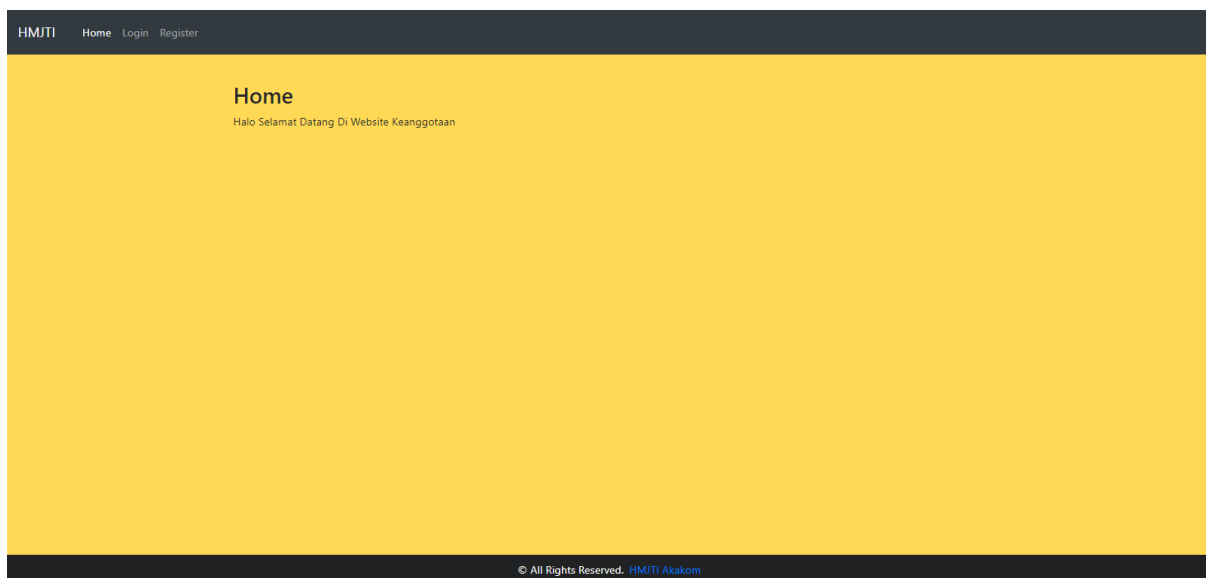 HMJTI Home Login Register
Home
Halo Selamat Datang Di Website Keanggotaan
© All Rights Reserved. HMJTI Akakom